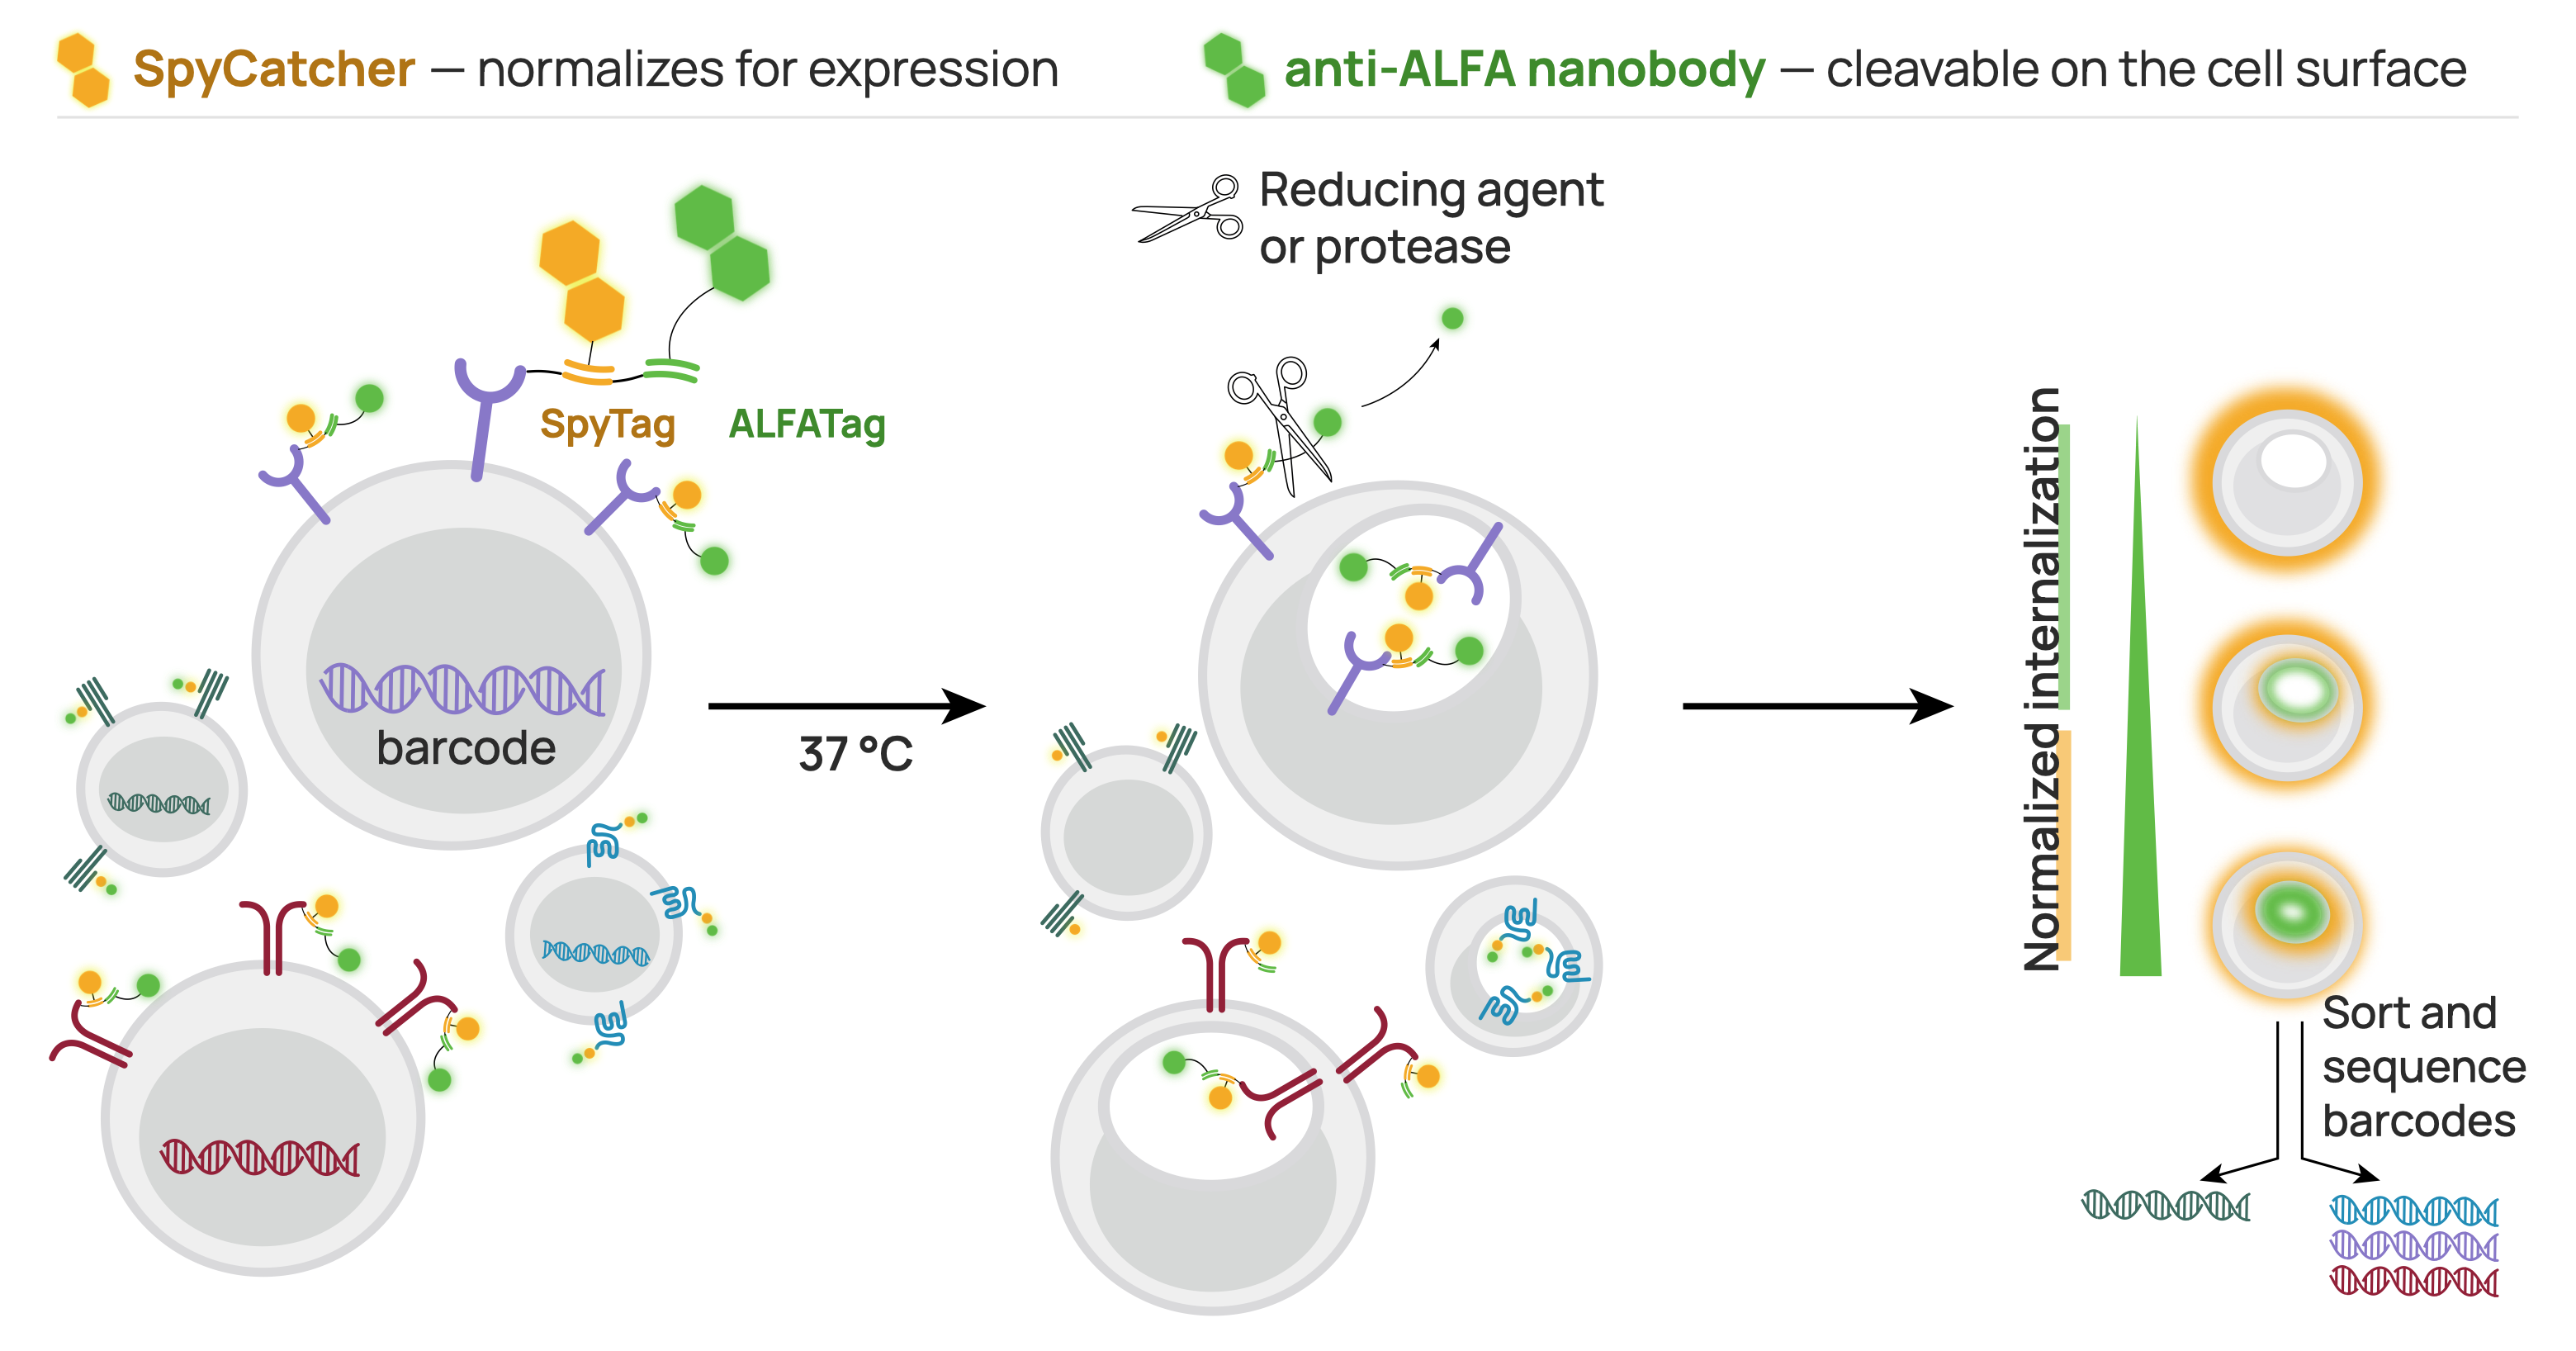 SpyCatcher — normalizes for expression
anti-ALFA nanobody — cleavable on the cell surface
Reducing agent
or protease
SpyTag
ALFATag
barcode
37 °C
Normalized internalization
Sort and
sequence
barcodes